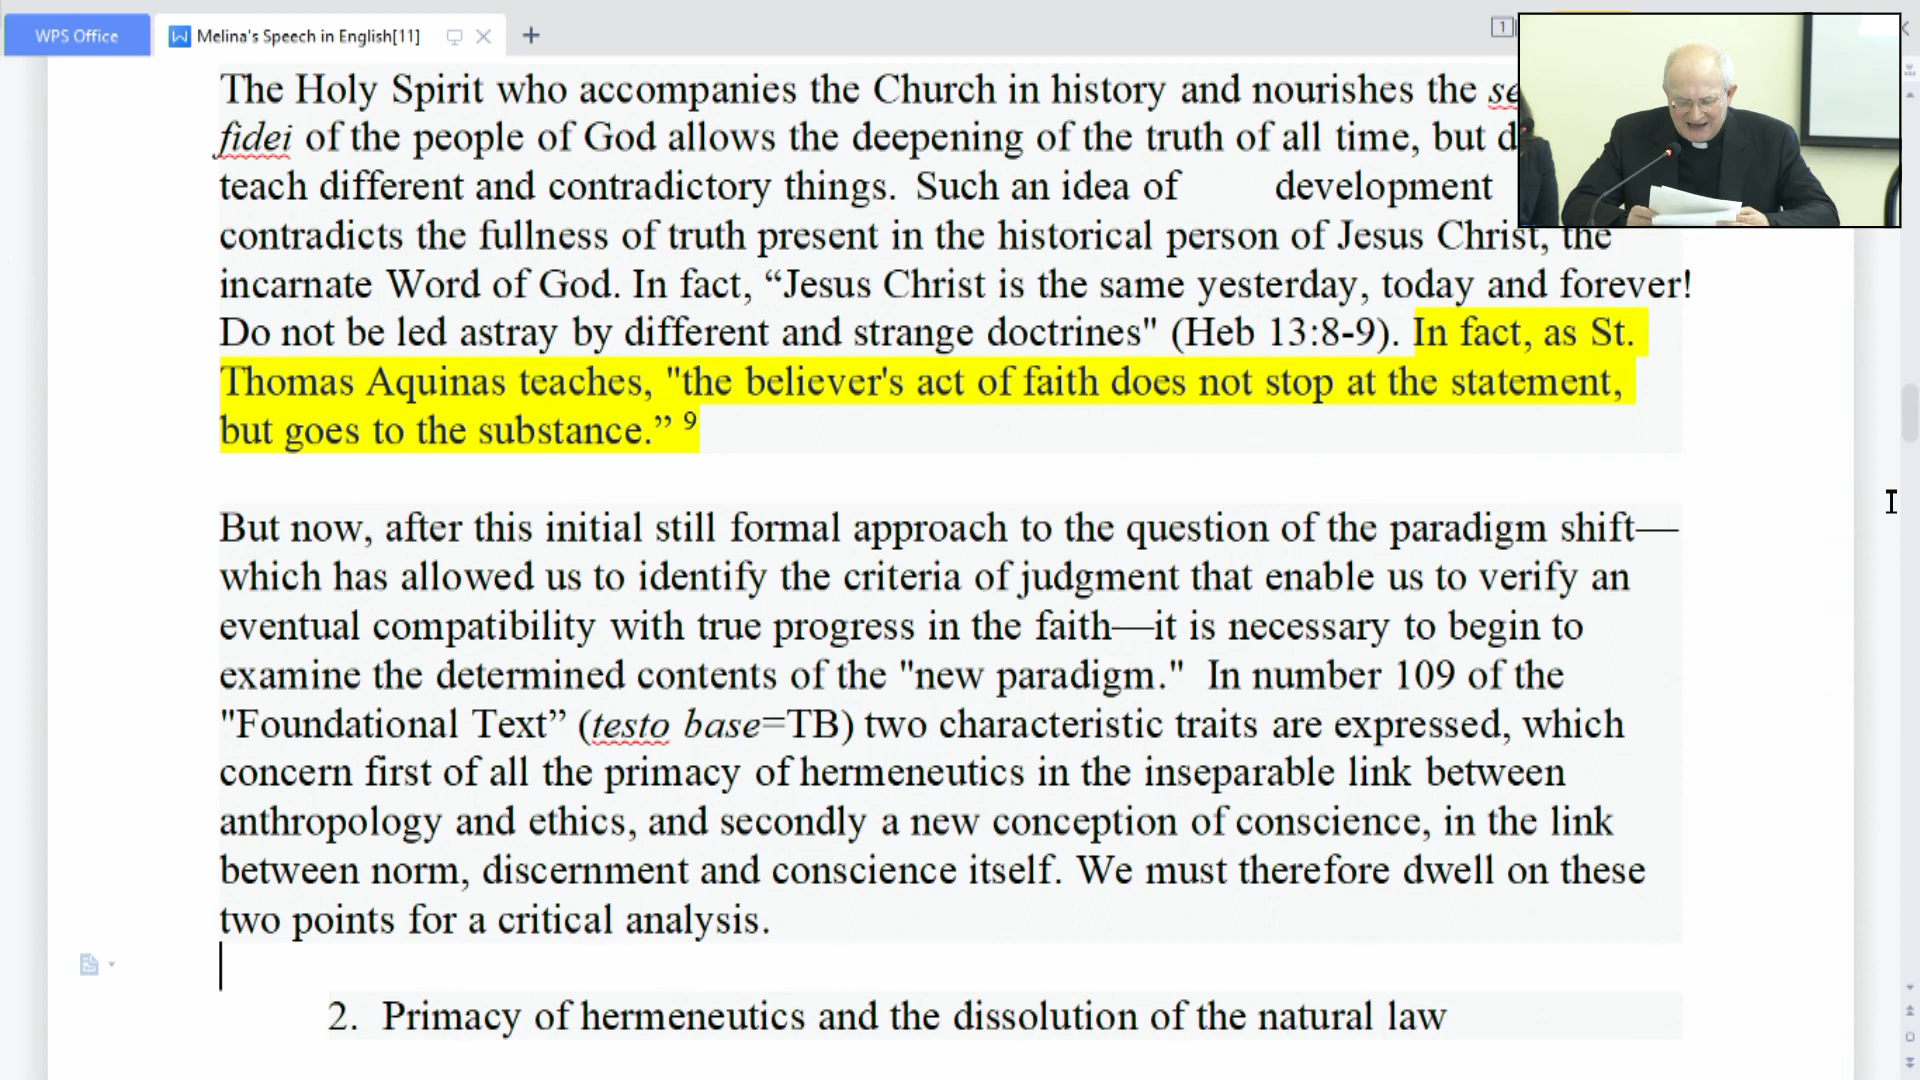 WPS Office
Melina's Speech in English[11]
1
The Holy Spirit who accompanies the Church in history and nourishes the
fidei of the people of God allows the deepening of the truth of all time, but
teach different and contradictory things. Such an idea of development
contradicts the fullness of truth present in the historical person of Jesus Christ, the
incarnate Word of God. In fact, “Jesus Christ is the same yesterday, today and forever!
Do not be led astray by different and strange doctrines" (Heb 13:8-9). In fact, as St.
Thomas Aquinas teaches, "the believer's act of faith does not stop at the statement,
but goes to the substance.” 9
But now, after this initial still formal approach to the question of the paradigm shift—
which has allowed us to identify the criteria of judgment that enable us to verify an
eventual compatibility with true progress in the faith—it is necessary to begin to
examine the determined contents of the "new paradigm." In number 109 of the
"Foundational Text” (testo base=TB) two characteristic traits are expressed, which
concern first of all the primacy of hermeneutics in the inseparable link between
anthropology and ethics, and secondly a new conception of conscience, in the link
between norm, discernment and conscience itself. We must therefore dwell on these
two points for a critical analysis.
2. Primacy of hermeneutics and the dissolution of the natural law